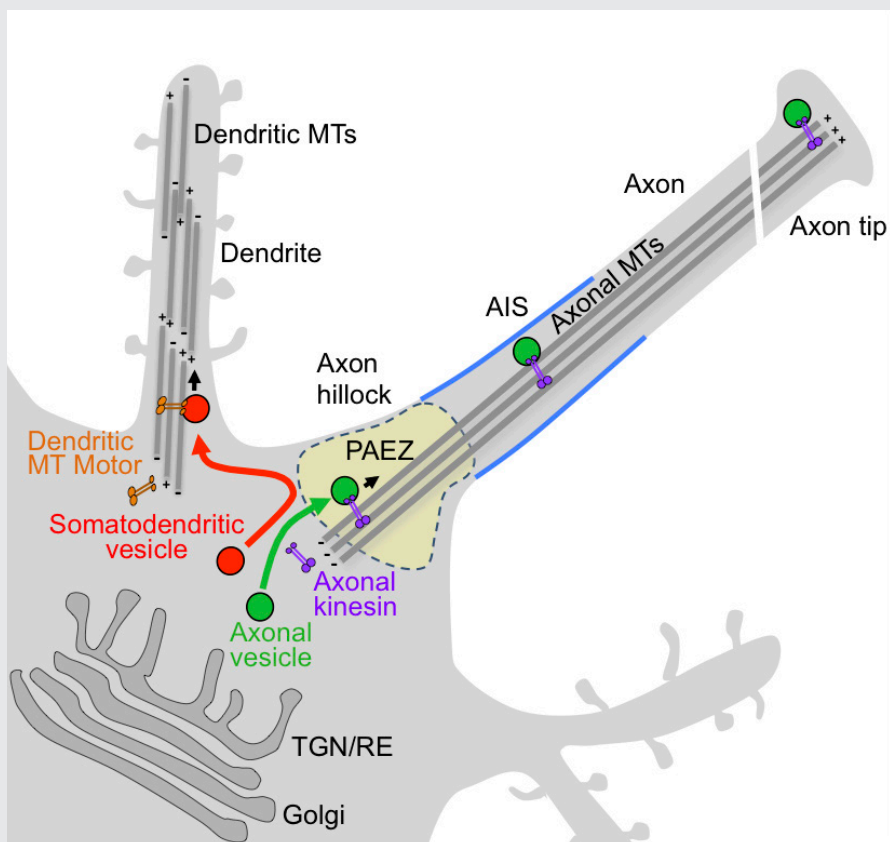 Dendritic MTs
Dendrite
Axon
Axon tip
Axonal MTs
AIS
Axon
hillock
PAEZ
Dendritic
MT Motor
Somatodendritic
vesicle
Axonal
kinesin
Axonal
vesicle
TGN/RE
Golgi